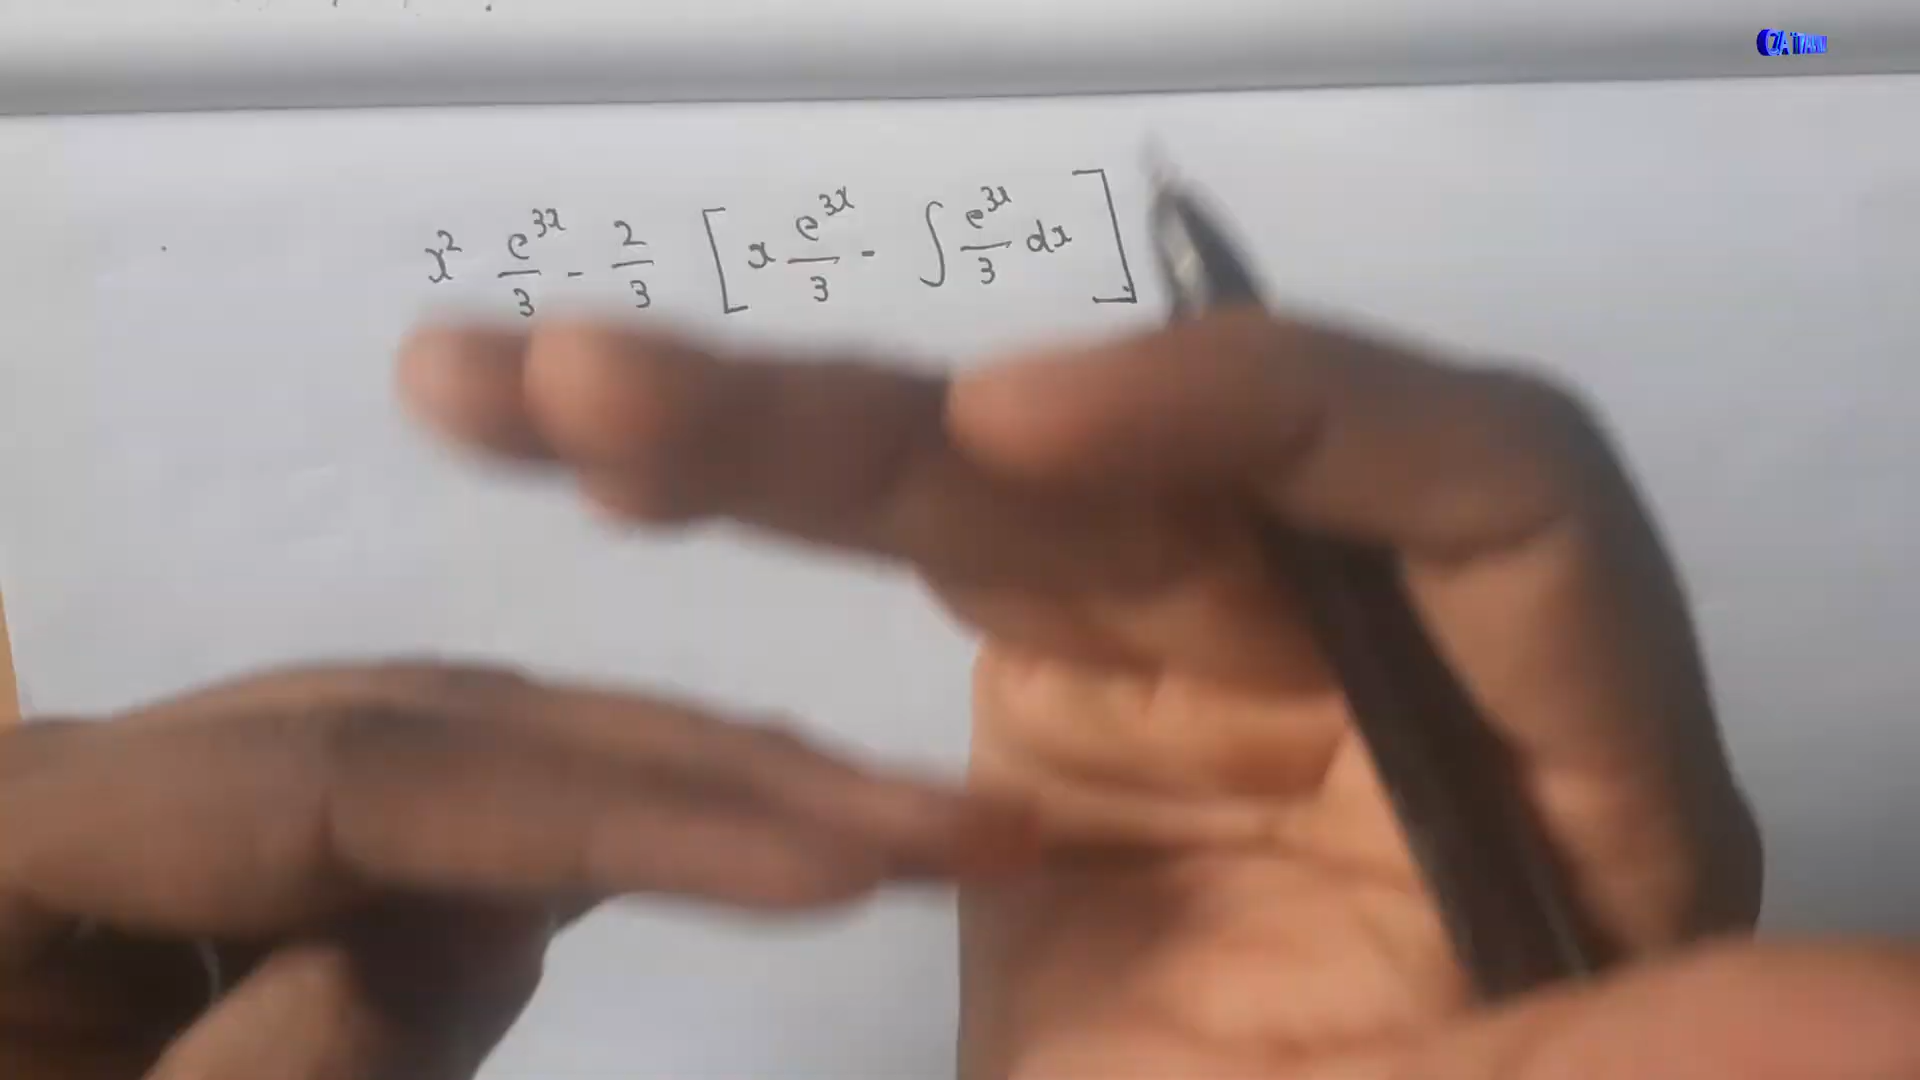 x² e^{3x}/3 - 2/3 [ x e^{3x}/3 - ∫ e^{3x}/3 dx ]